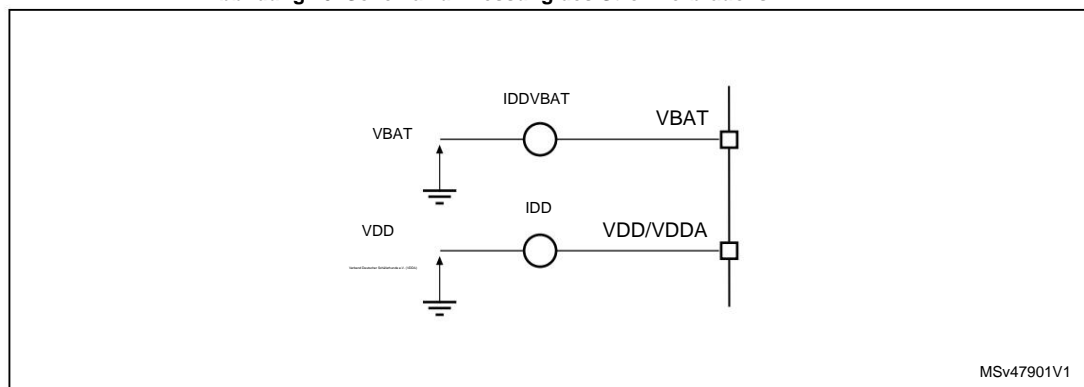 IDDVBAT
VBAT
VBAT
IDD
VDD
VDD/VDDA
MSv47901V1